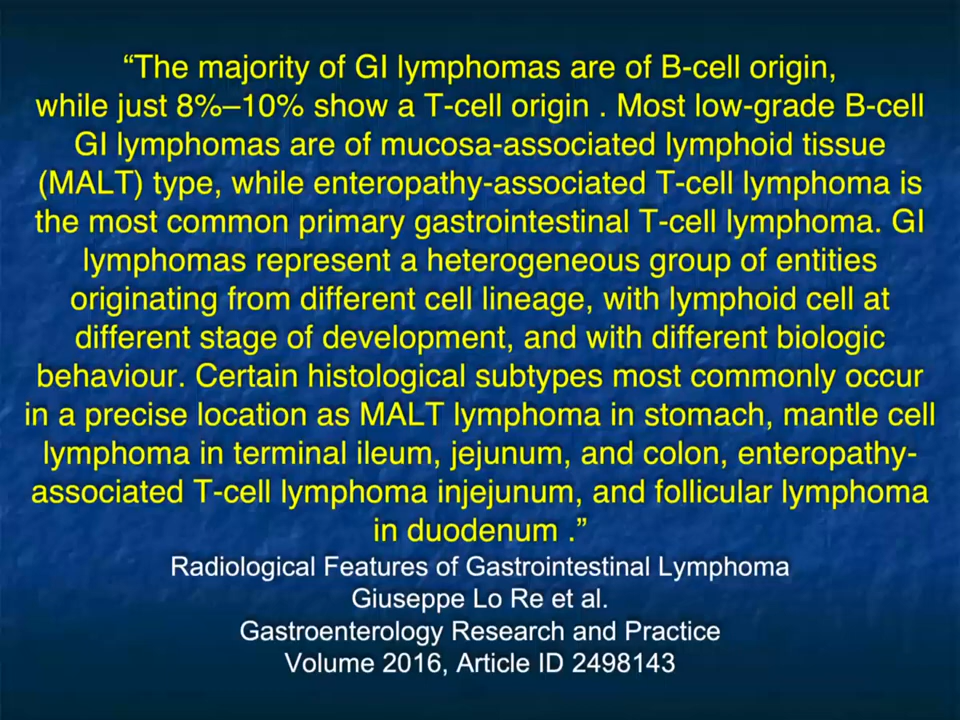 “The majority of GI lymphomas are of B-cell origin,
while just 8%–10% show a T-cell origin . Most low-grade B-cell
GI lymphomas are of mucosa-associated lymphoid tissue
(MALT) type, while enteropathy-associated T-cell lymphoma is
the most common primary gastrointestinal T-cell lymphoma. GI
lymphomas represent a heterogeneous group of entities
originating from different cell lineage, with lymphoid cell at
different stage of development, and with different biologic
behaviour. Certain histological subtypes most commonly occur
in a precise location as MALT lymphoma in stomach, mantle cell
lymphoma in terminal ileum, jejunum, and colon, enteropathy-
associated T-cell lymphoma injejunum, and follicular lymphoma
in duodenum .”
Radiological Features of Gastrointestinal Lymphoma
Giuseppe Lo Re et al.
Gastroenterology Research and Practice
Volume 2016, Article ID 2498143